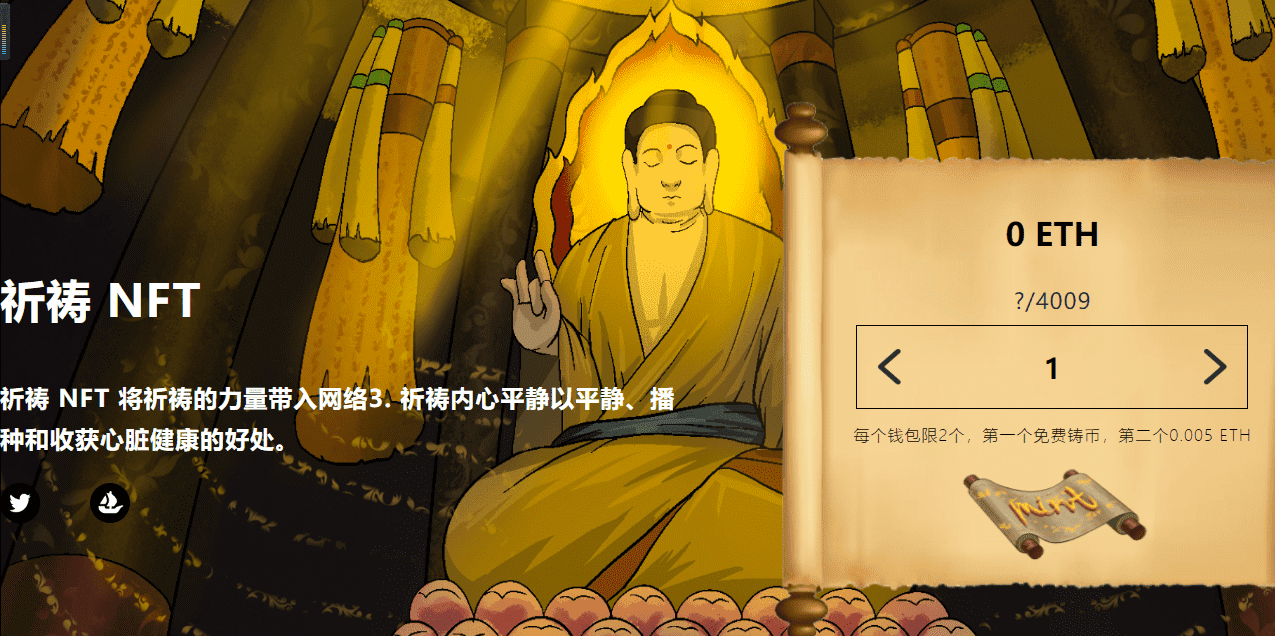 祈祷 NFT
祈祷 NFT 将祈祷的力量带入网络3. 祈祷内心平静以平静、播
种和收获心脏健康的好处。
0 ETH
?/4009
1
每个钱包限2个，第一个免费铸币，第二个0.005 ETH
mint